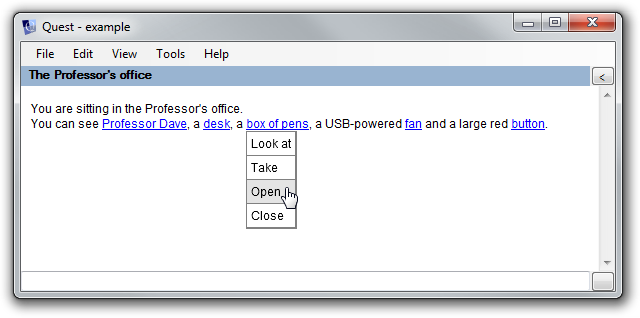 Quest - example
File Edit View Tools Help
The Professor's office
<
You are sitting in the Professor's office.
You can see Professor Dave, a desk, a box of pens, a USB-powered fan and a large red button.
Look at
Take
Open
Close